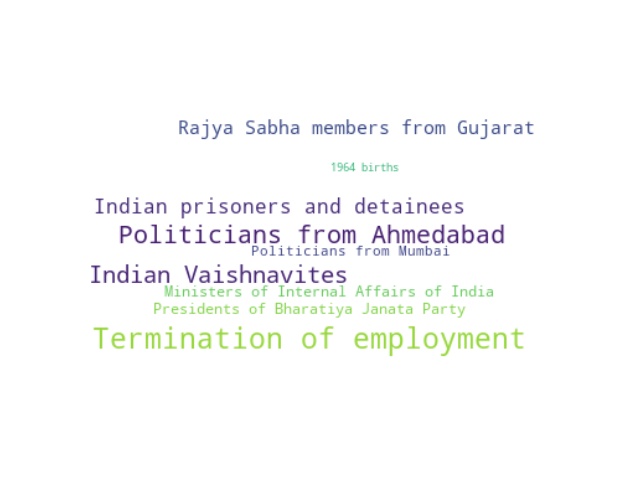 Rajya Sabha members from Gujarat
1964 births
Indian prisoners and detainees
Politicians from Ahmedabad
Politicians from Mumbai
Indian Vaishnavites
Ministers of Internal Affairs of India
Presidents of Bharatiya Janata Party
Termination of employment